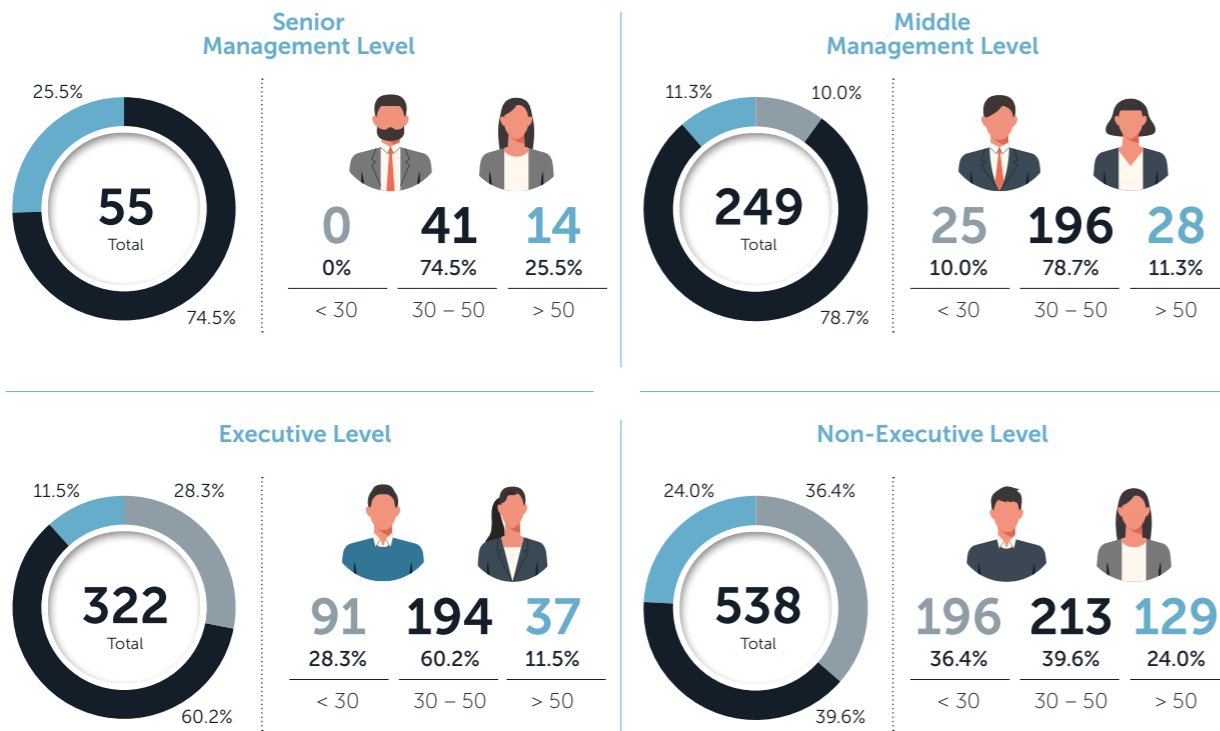 Senior
Management Level
25.5%
55
Total
74.5%
0 41 14
0% 74.5% 25.5%
< 30 30 – 50 > 50
Middle
Management Level
11.3% 10.0%
249
Total
78.7%
25 196 28
10.0% 78.7% 11.3%
< 30 30 – 50 > 50
Executive Level
11.5% 28.3%
322
Total
60.2%
91 194 37
28.3% 60.2% 11.5%
< 30 30 – 50 > 50
Non-Executive Level
24.0% 36.4%
538
Total
39.6%
196 213 129
36.4% 39.6% 24.0%
< 30 30 – 50 > 50